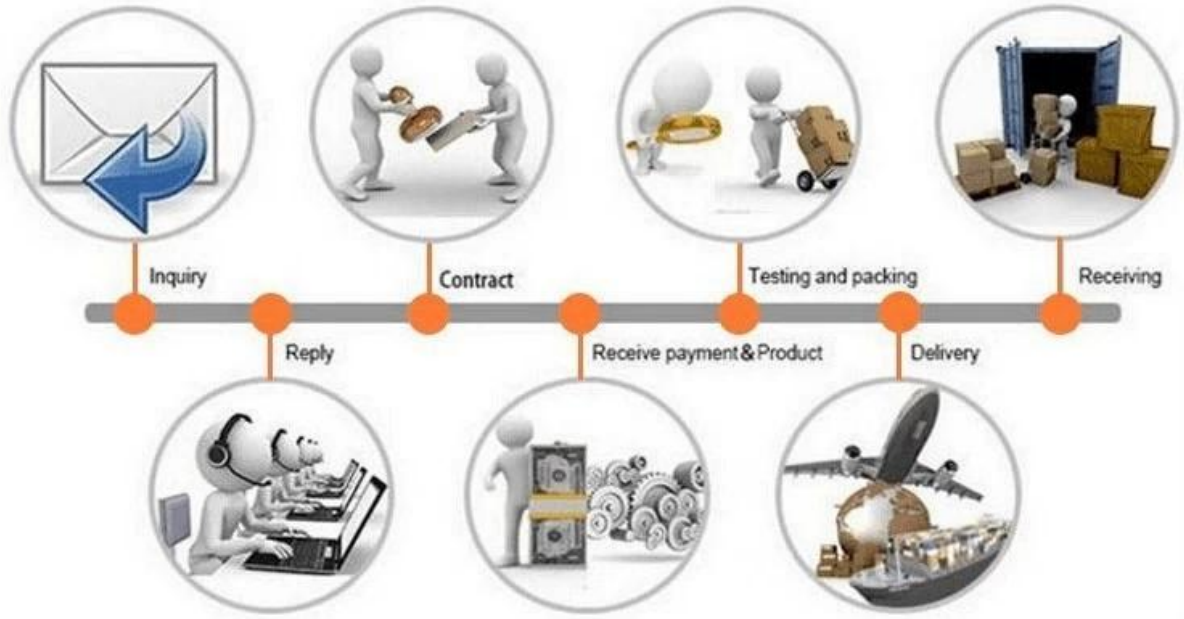 Inquiry
Reply
Contract
Receive payment&Product
Testing and packing
Delivery
Receiving